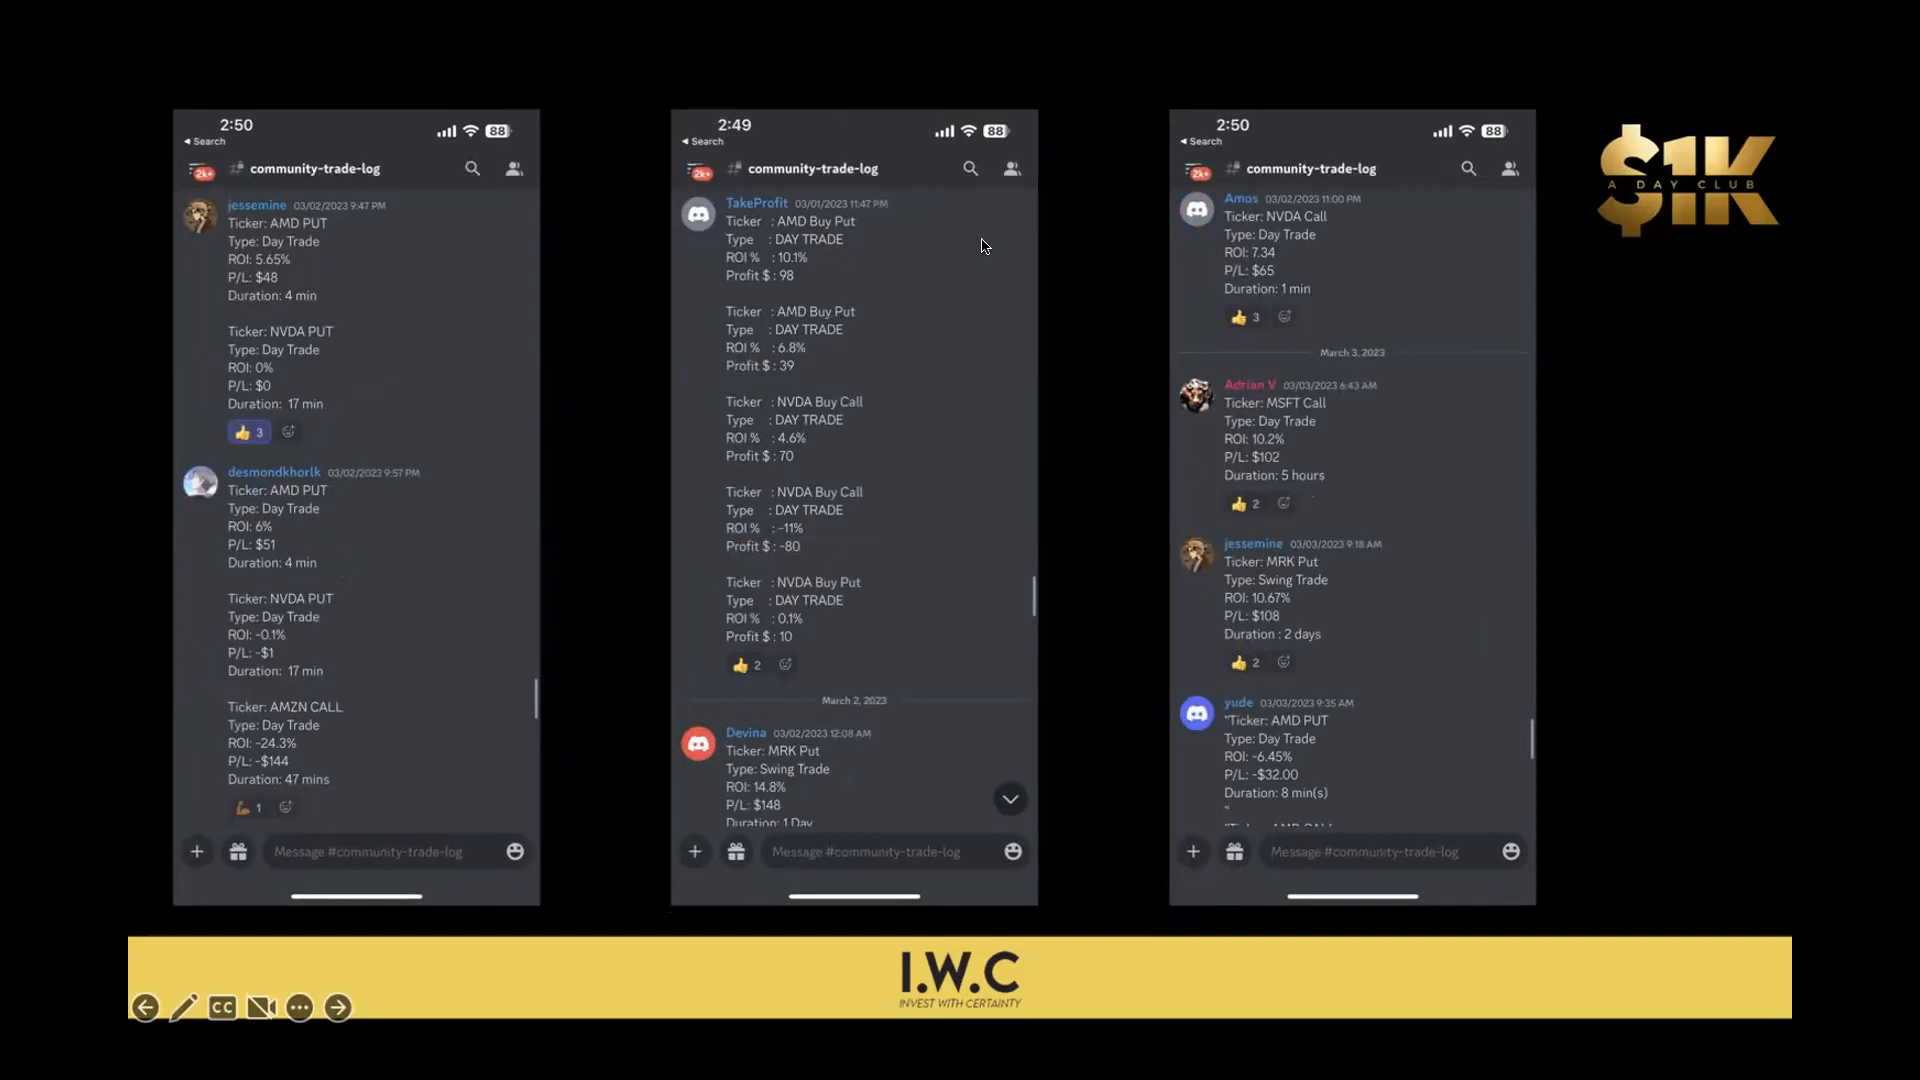 2:50
Search
88
2k+
community-trade-log
jessemine 03/02/2023 9:47 PM
Ticker: AMD PUT
Type: Day Trade
ROI: 5.65%
P/L: $48
Duration: 4 min
Ticker: NVDA PUT
Type: Day Trade
ROI: 0%
P/L: $0
Duration: 17 min
3
desmondkhorlk 03/02/2023 9:57 PM
Ticker: AMD PUT
Type: Day Trade
ROI: 6%
P/L: $51
Duration: 4 min
Ticker: NVDA PUT
Type: Day Trade
ROI: -0.1%
P/L: -$1
Duration: 17 min
Ticker: AMZN CALL
Type: Day Trade
ROI: -24.3%
P/L: -$144
Duration: 47 mins
1
Message #community-trade-log
2:49
Search
88
2k+
community-trade-log
TakeProfit 03/01/2023 11:47 PM
Ticker : AMD Buy Put
Type : DAY TRADE
ROI % : 10.1%
Profit $ : 98
Ticker : AMD Buy Put
Type : DAY TRADE
ROI % : 6.8%
Profit $ : 39
Ticker : NVDA Buy Call
Type : DAY TRADE
ROI % : 4.6%
Profit $ : 70
Ticker : NVDA Buy Call
Type : DAY TRADE
ROI % : -11%
Profit $ : -80
Ticker : NVDA Buy Put
Type : DAY TRADE
ROI % : 0.1%
Profit $ : 10
2
March 2, 2023
Devina 03/02/2023 12:08 AM
Ticker: MRK Put
Type: Swing Trade
ROI: 14.8%
P/L: $148
Duration: 1 Day
Message #community-trade-log
2:50
Search
88
2k+
community-trade-log
Amos 03/02/2023 11:00 PM
Ticker: NVDA Call
Type: Day Trade
ROI: 7.34
P/L: $65
Duration: 1 min
3
March 3, 2023
Adrian V 03/03/2023 6:43 AM
Ticker: MSFT Call
Type: Day Trade
ROI: 10.2%
P/L: $102
Duration: 5 hours
2
jessemine 03/03/2023 9:18 AM
Ticker: MRK Put
Type: Swing Trade
ROI: 10.67%
P/L: $108
Duration : 2 days
2
yude 03/03/2023 9:35 AM
"Ticker: AMD PUT
Type: Day Trade
ROI: -6.45%
P/L: -$32.00
Duration: 8 min(s)
"
Message #community-trade-log
$1K
A DAY CLUB
I.W.C
INVEST WITH CERTAINTY
CC